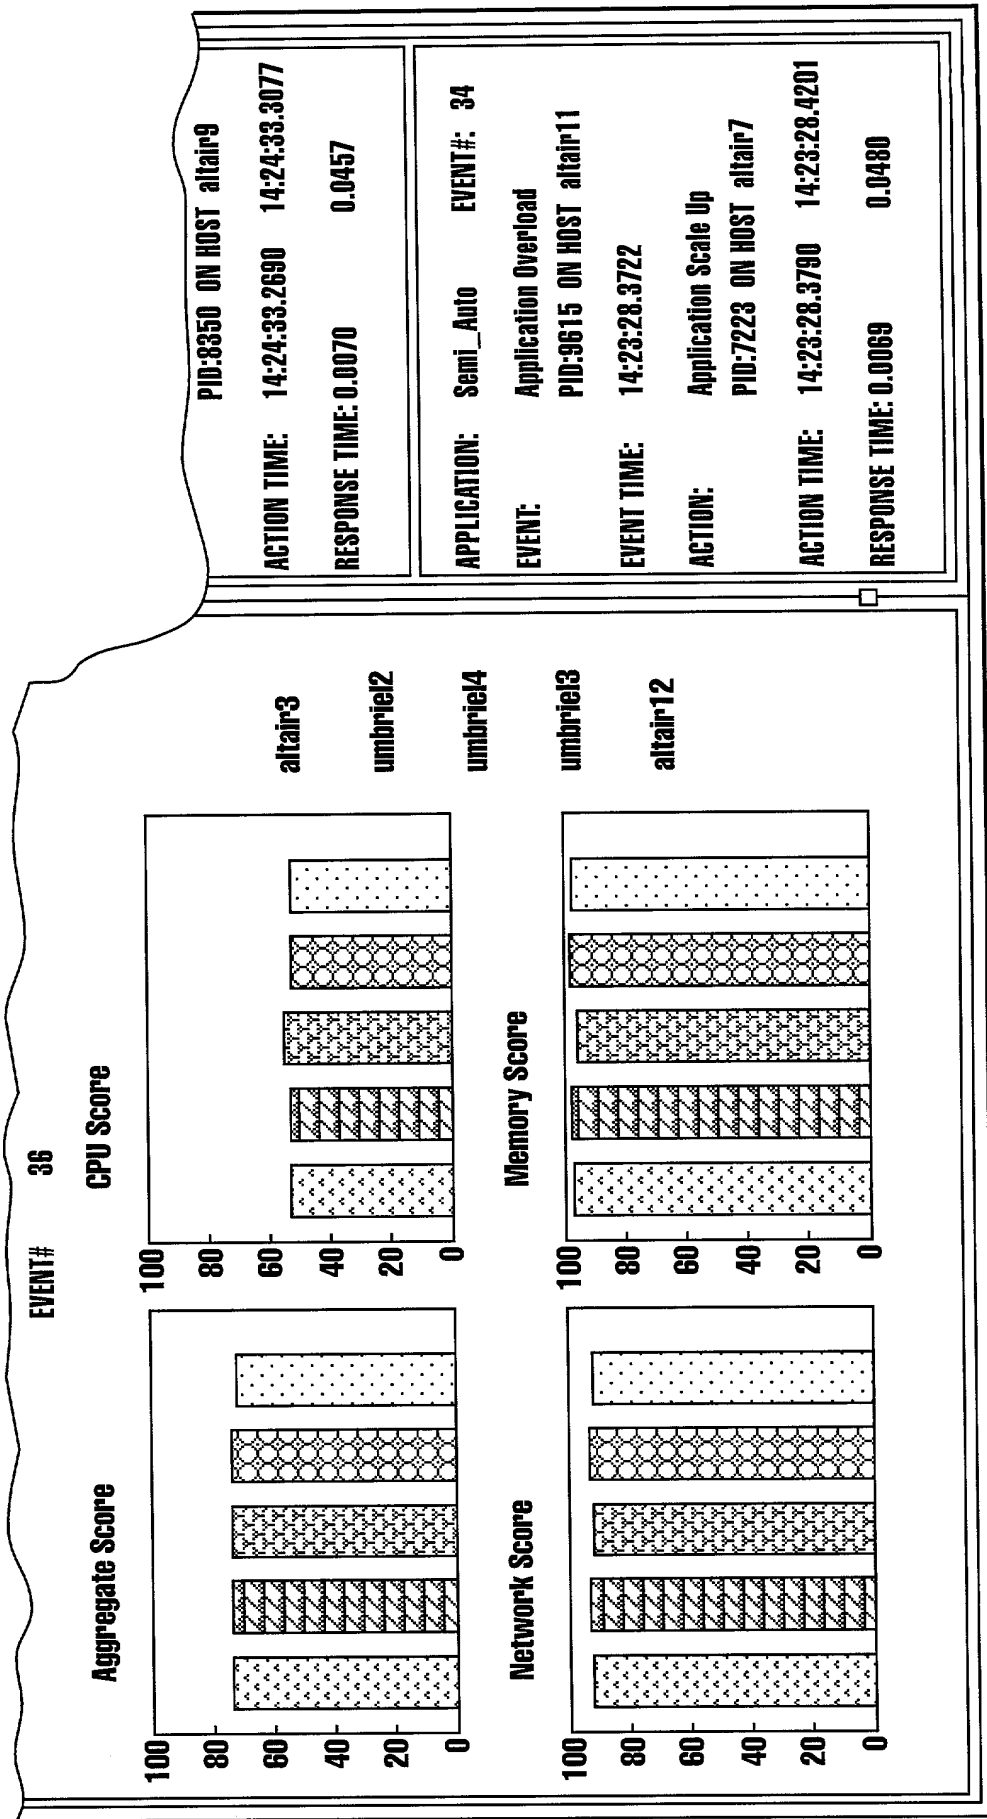 EVENT# 36
Aggregate Score
100
80
60
40
20
0
CPU Score
100
80
60
40
20
0
Network Score
100
80
60
40
20
0
Memory Score
100
80
60
40
20
0
altair3
umbriel2
umbriel4
umbriel3
altair12
PID:8350 ON HOST altair9
ACTION TIME: 14:24:33.2690 14:24:33.3077
RESPONSE TIME: 0.0070 0.0457
APPLICATION: Semi_Auto EVENT#: 34
EVENT: Application Overload
PID:9615 ON HOST altair11
EVENT TIME: 14:23:28.3722
ACTION: Application Scale Up
PID:7223 ON HOST altair7
ACTION TIME: 14:23:28.3790 14:23:28.4201
RESPONSE TIME: 0.0069 0.0480